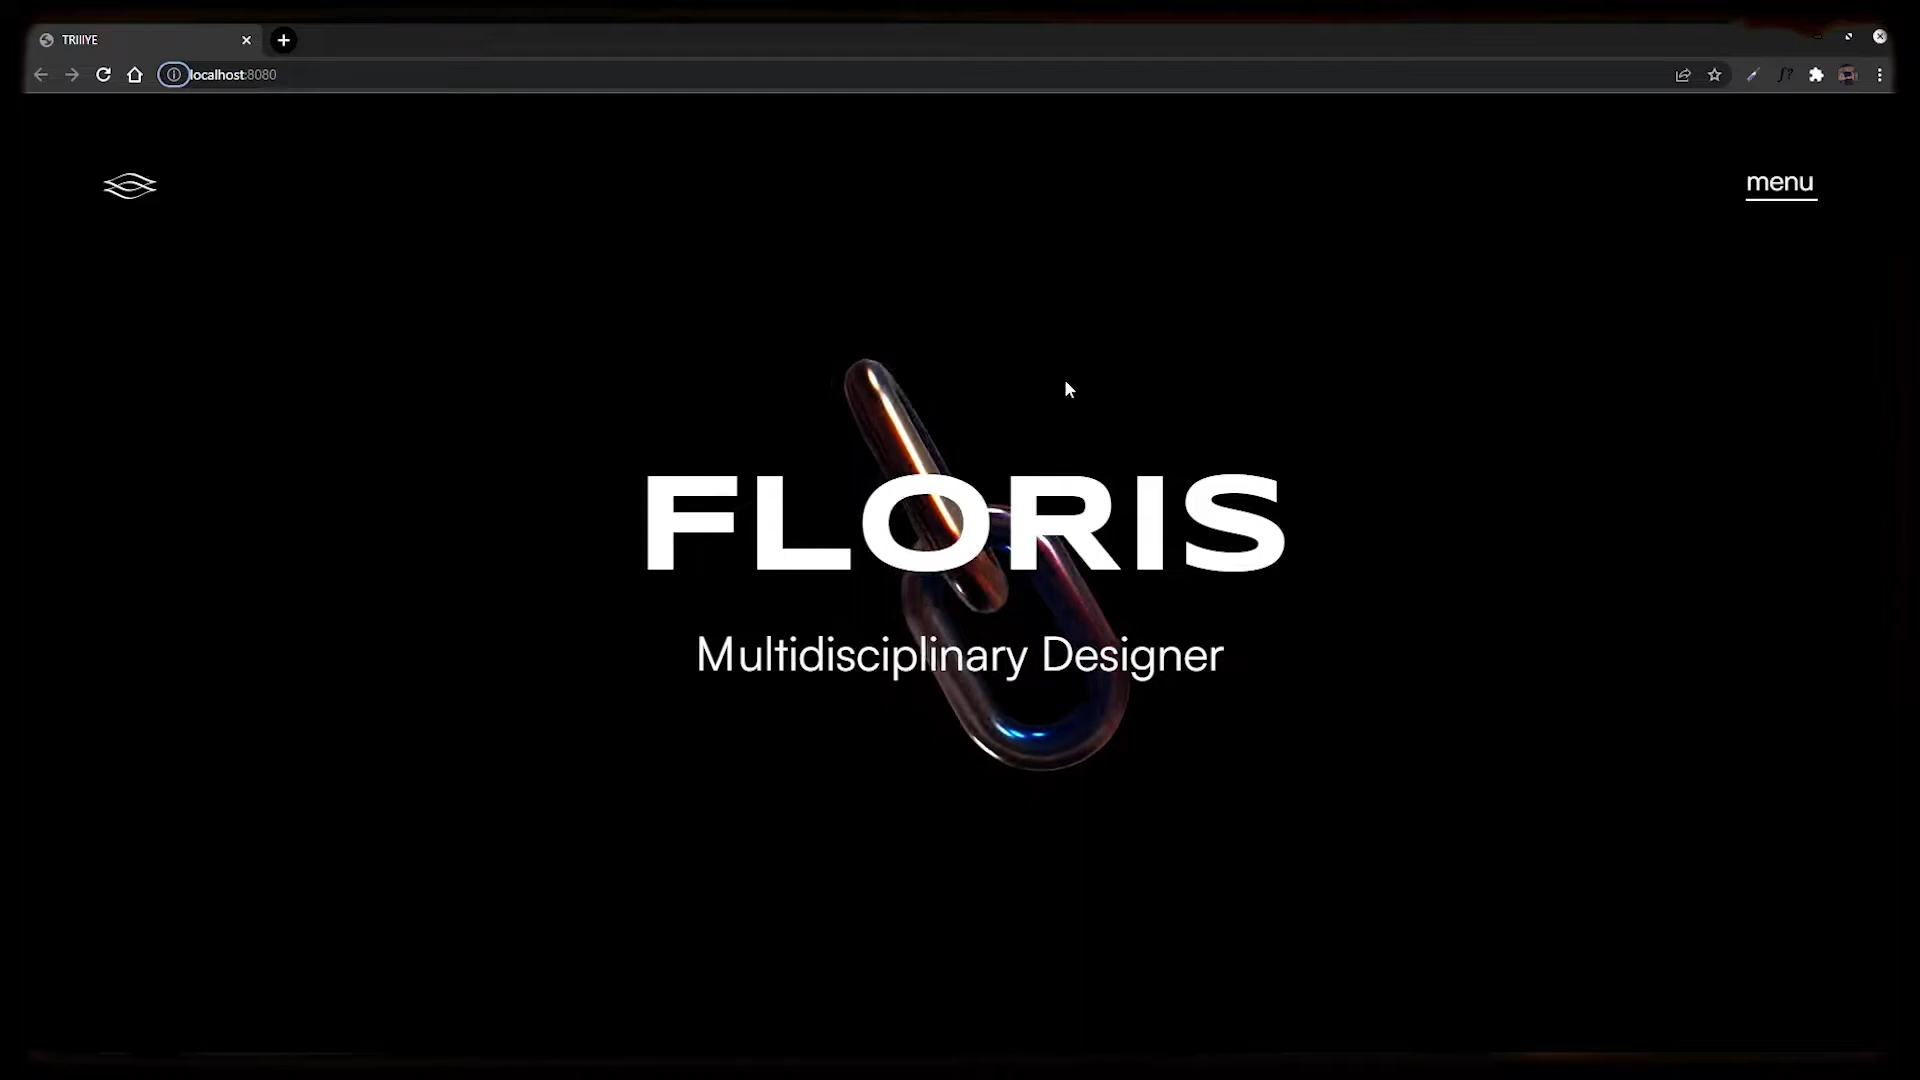 TRIIIYE
localhost:8080
menu
FLORIS
Multidisciplinary Designer